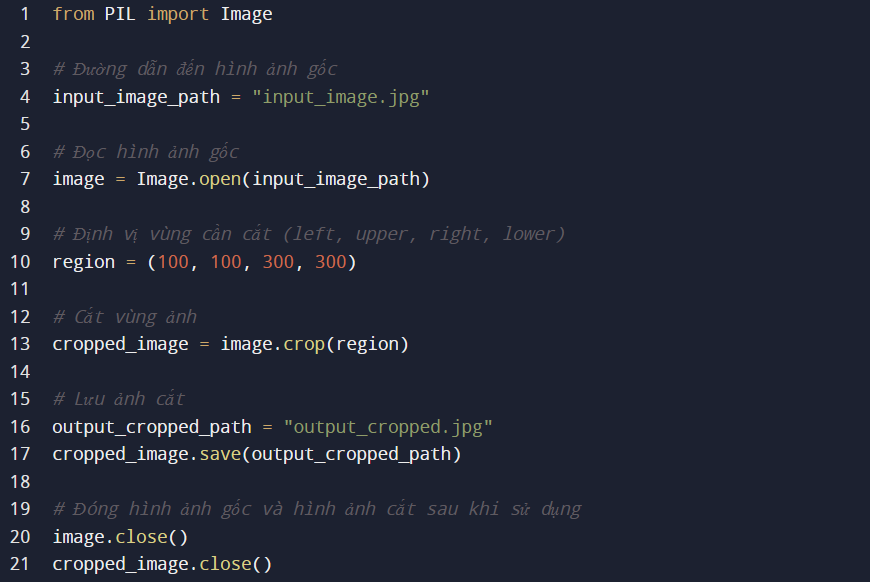 1 from PIL import Image
2
3 # Đường dẫn đến hình ảnh gốc
4 input_image_path = "input_image.jpg"
5
6 # Đọc hình ảnh gốc
7 image = Image.open(input_image_path)
8
9 # Định vị vùng cần cắt (left, upper, right, lower)
10 region = (100, 100, 300, 300)
11
12 # Cắt vùng ảnh
13 cropped_image = image.crop(region)
14
15 # Lưu ảnh cắt
16 output_cropped_path = "output_cropped.jpg"
17 cropped_image.save(output_cropped_path)
18
19 # Đóng hình ảnh gốc và hình ảnh cắt sau khi sử dụng
20 image.close()
21 cropped_image.close()